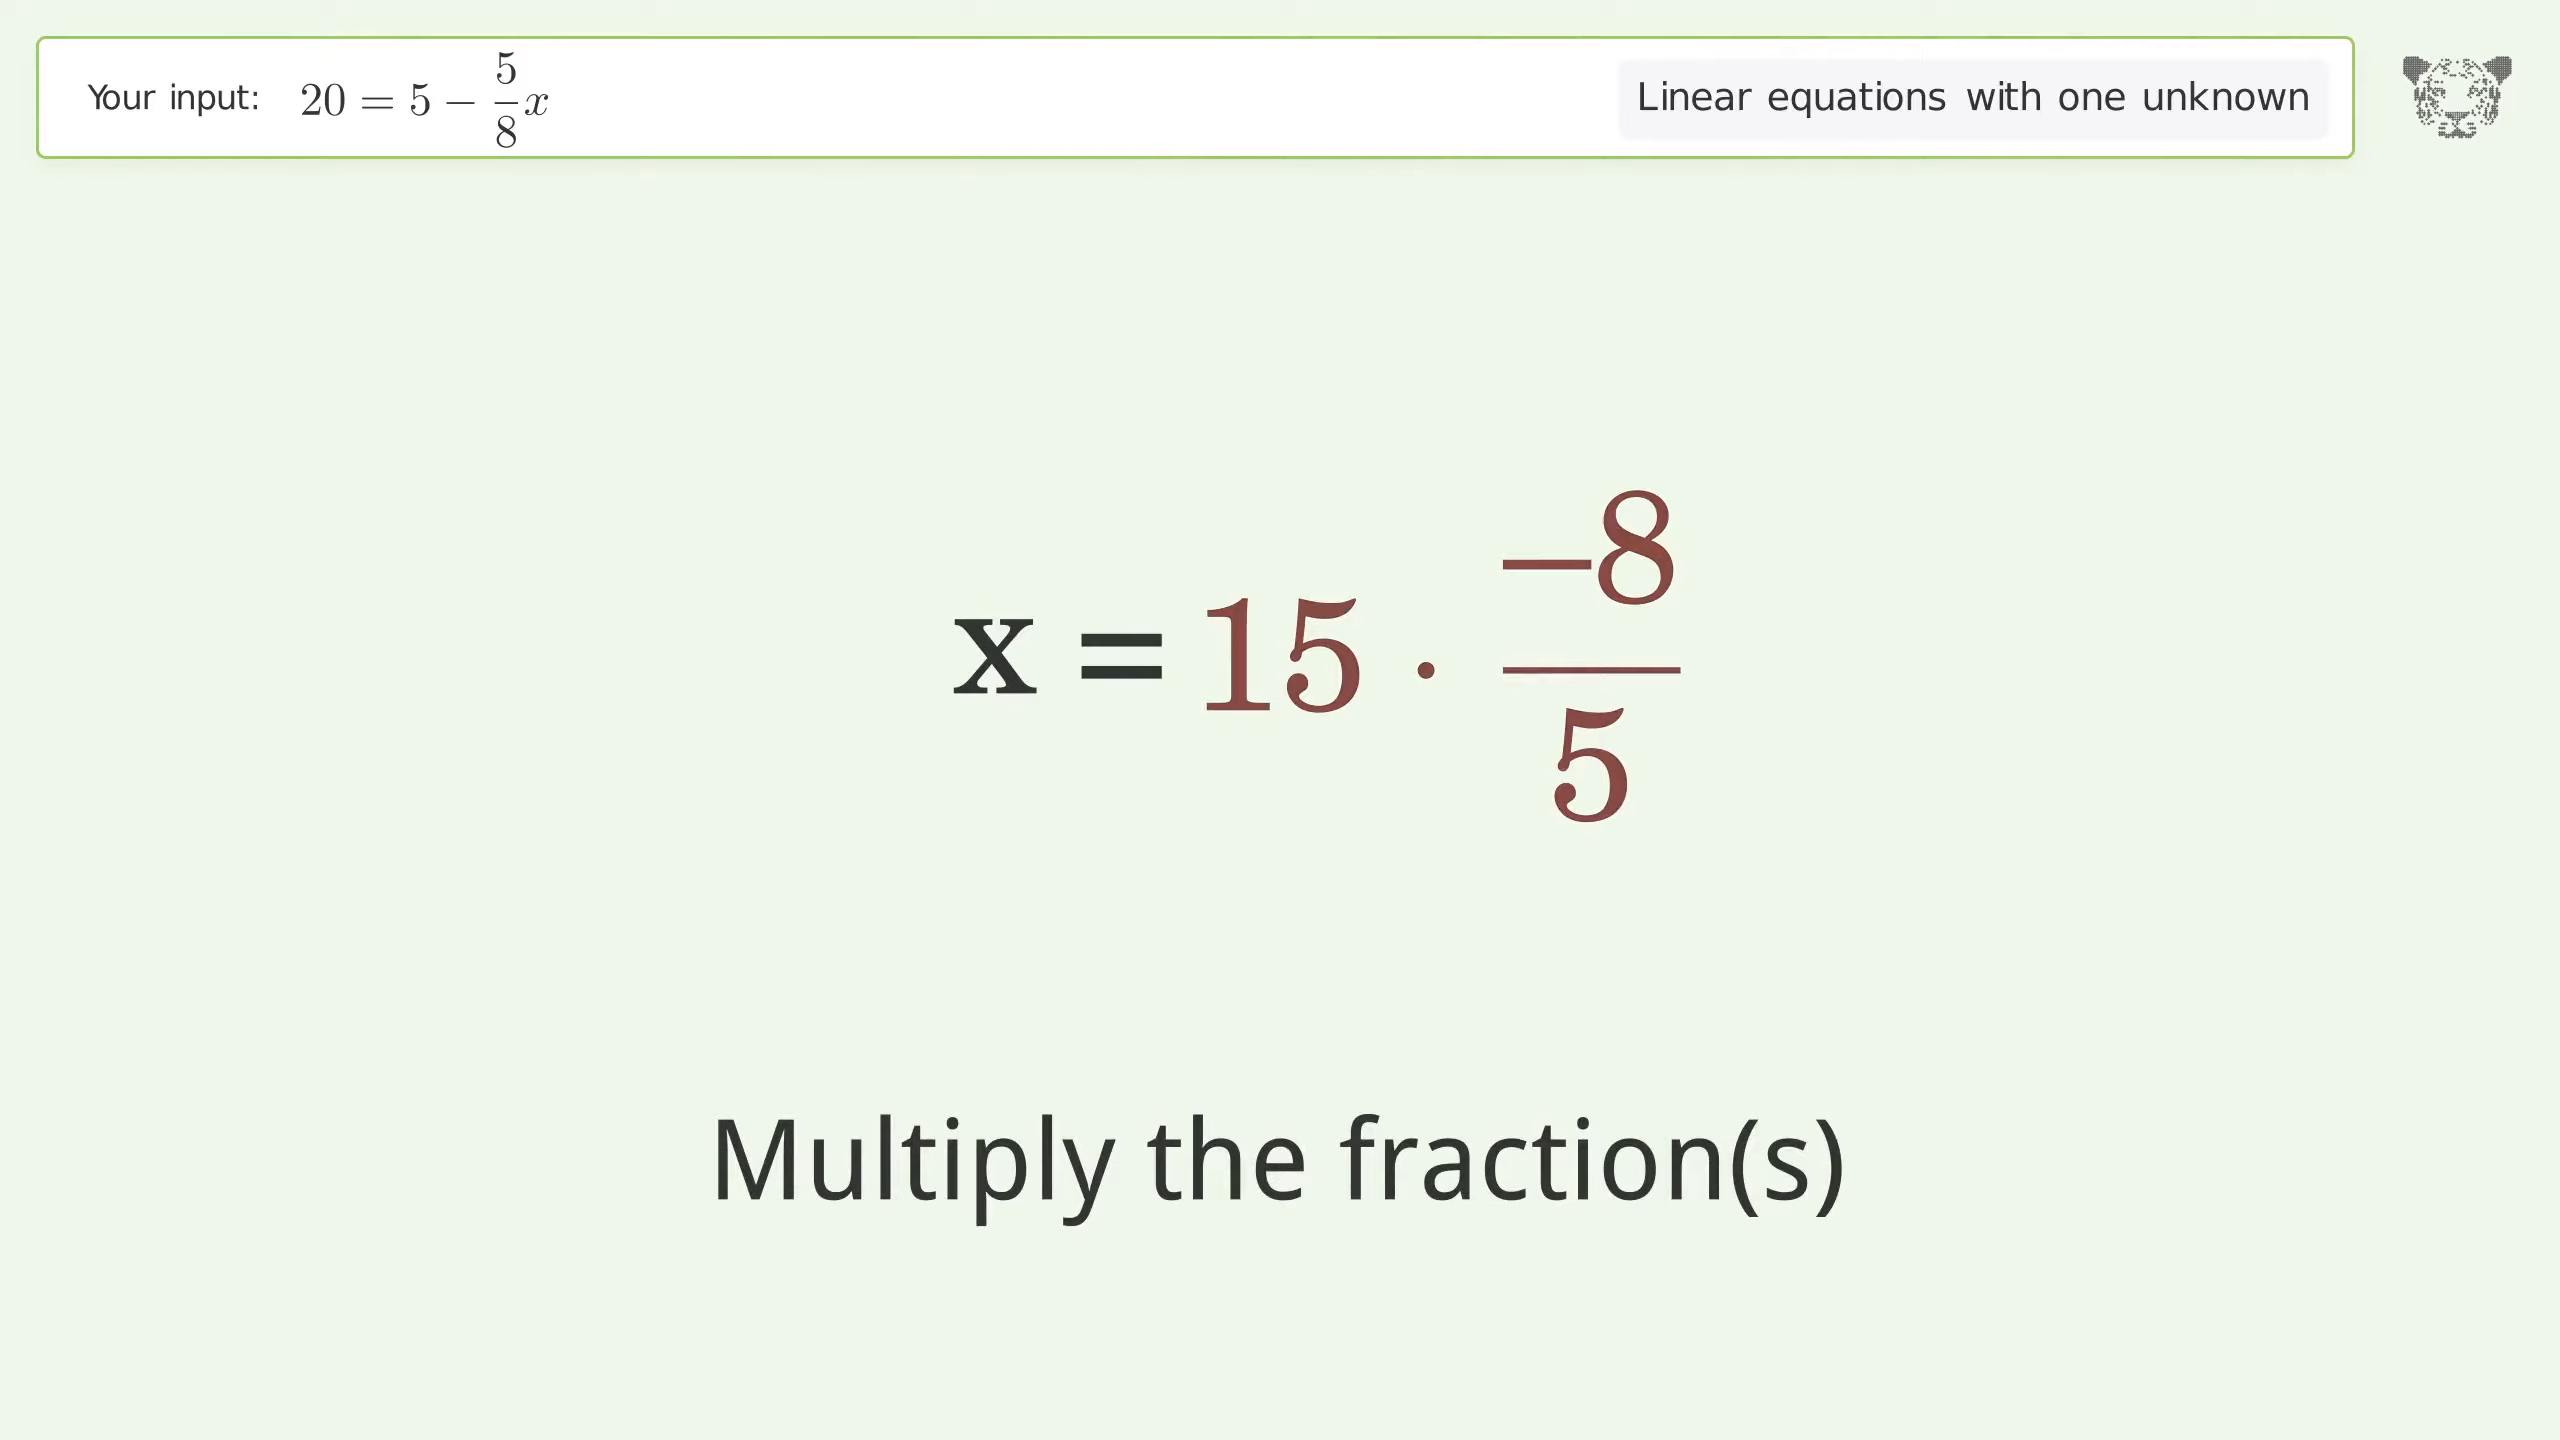 Your input: 20 = 5 − 5/8 x
Linear equations with one unknown
x = 15 · −8/5
Multiply the fraction(s)